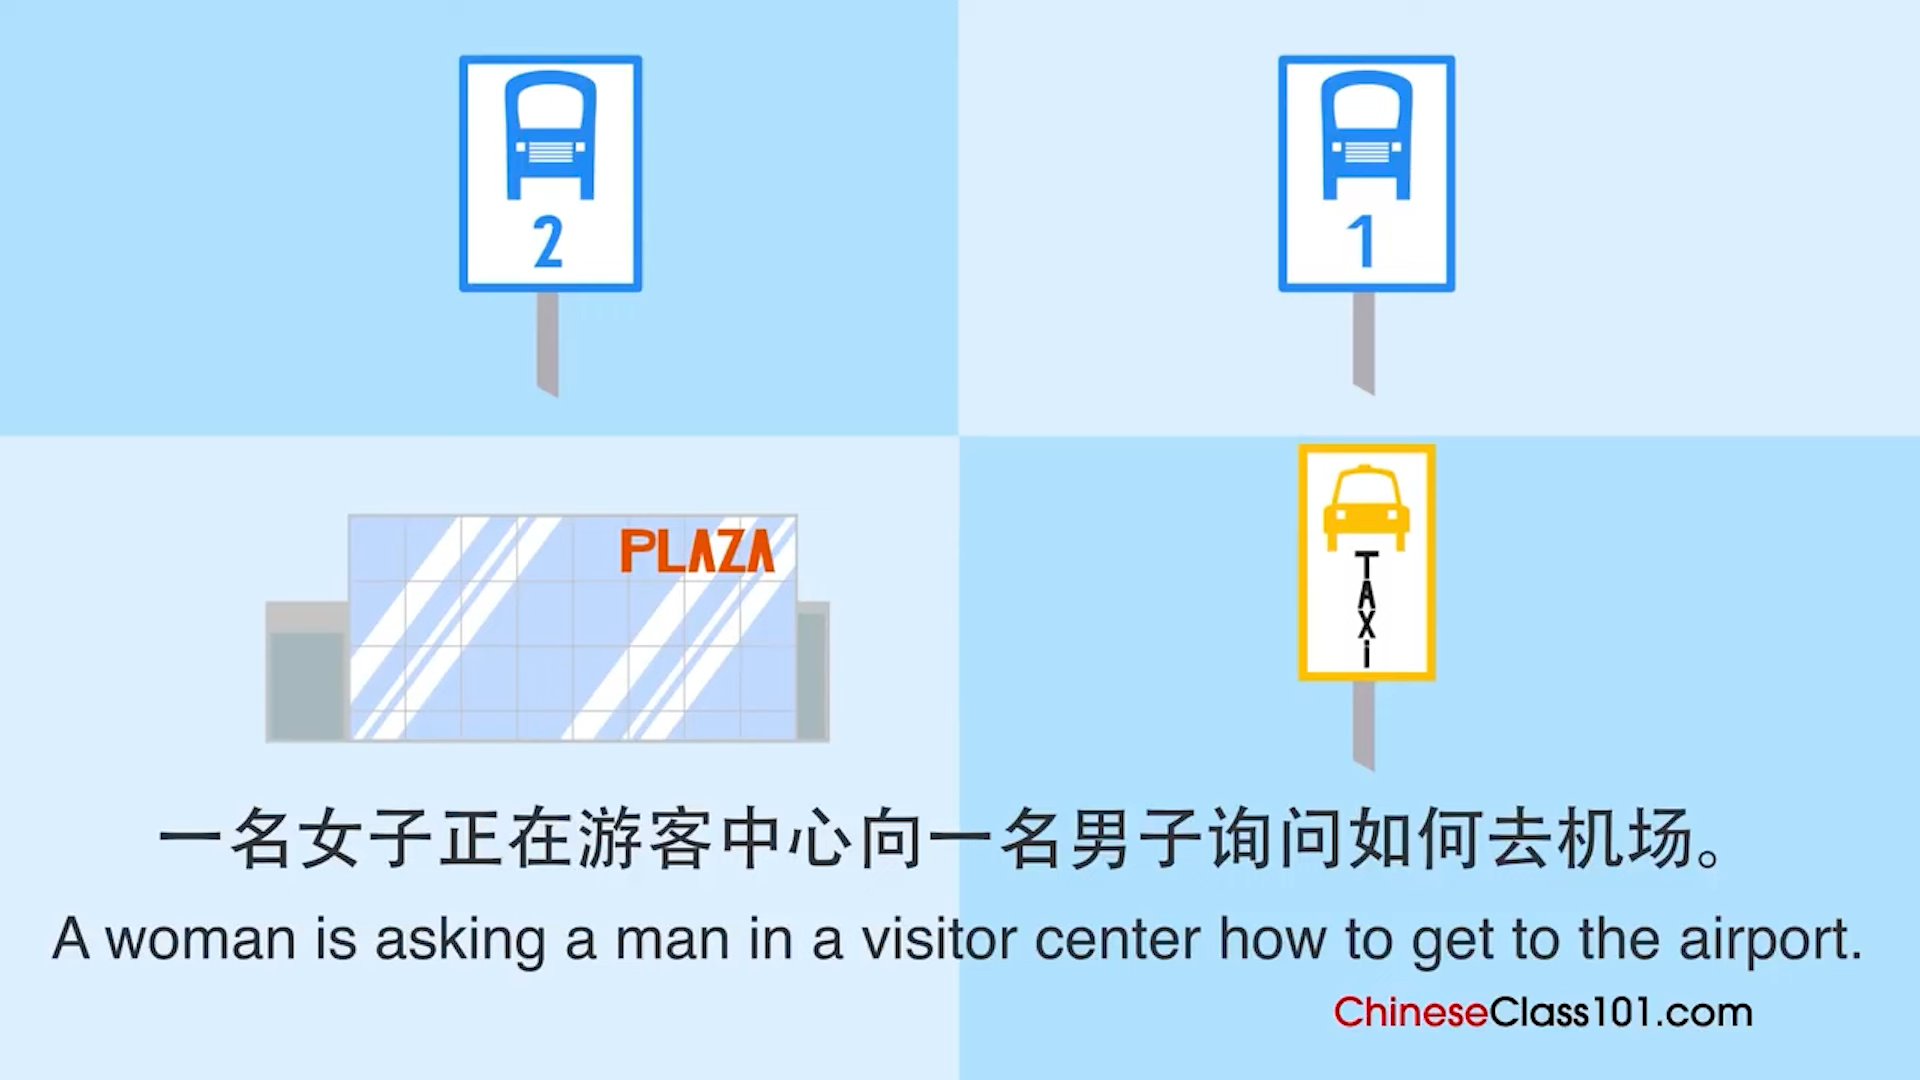 2
1
PLAZA
TAXi
一名女子正在游客中心向一名男子询问如何去机场。
A woman is asking a man in a visitor center how to get to the airport.
ChineseClass101.com